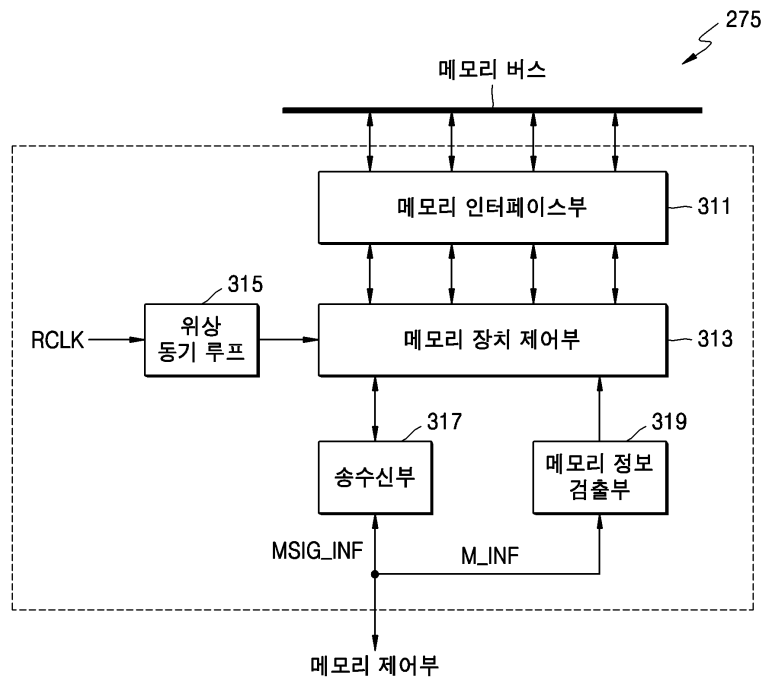 275
메모리 버스
메모리 인터페이스부
311
315
RCLK
위상
동기 루프
메모리 장치 제어부
313
317
319
송수신부
메모리 정보
검출부
MSIG_INF
M_INF
메모리 제어부